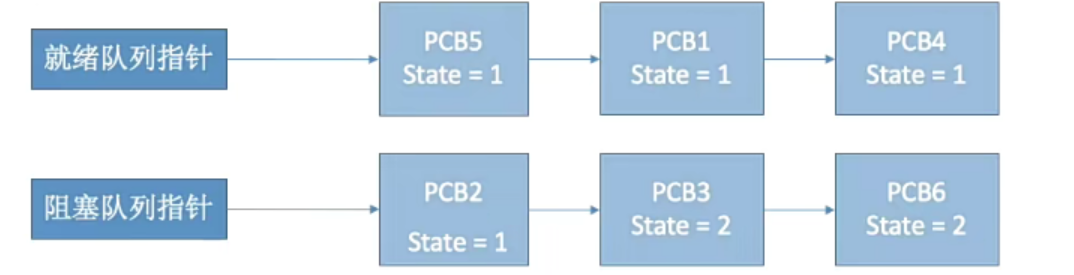 就绪队列指针
PCB5
State = 1
PCB1
State = 1
PCB4
State = 1
阻塞队列指针
PCB2
State = 1
PCB3
State = 2
PCB6
State = 2